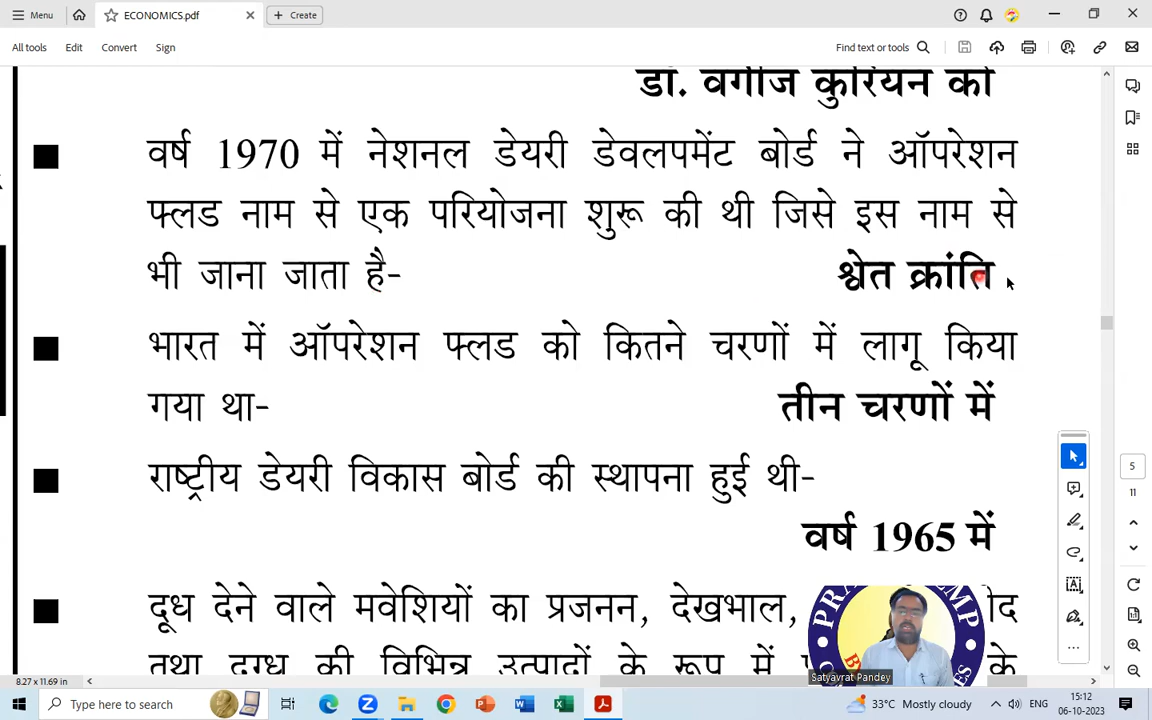 Menu
ECONOMICS.pdf
Create
All tools Edit Convert Sign
Find text or tools
डॉ. वर्गीज कुरियन को
वर्ष 1970 में नेशनल डेयरी डेवलपमेंट बोर्ड ने ऑपरेशन
फ्लड नाम से एक परियोजना शुरू की थी जिसे इस नाम से
भी जाना जाता है- श्वेत क्रांति
भारत में ऑपरेशन फ्लड को कितने चरणों में लागू किया
गया था- तीन चरणों में
राष्ट्रीय डेयरी विकास बोर्ड की स्थापना हुई थी-
वर्ष 1965 में
दूध देने वाले मवेशियों का प्रजनन, देखभाल,
तथा दुग्ध की विभिन्न उत्पादों के रूप में के
5
11
Satyavrat Pandey
8.27 x 11.69 in
Type here to search
33°C Mostly cloudy
ENG
15:12
06-10-2023